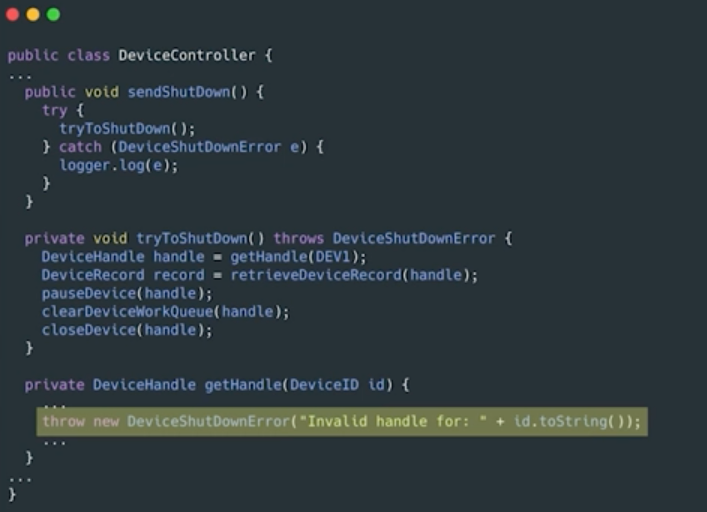 public class DeviceController {
...
  public void sendShutDown() {
    try {
      tryToShutDown();
    } catch (DeviceShutDownError e) {
      logger.log(e);
    }
  }

  private void tryToShutDown() throws DeviceShutDownError {
    DeviceHandle handle = getHandle(DEV1);
    DeviceRecord record = retrieveDeviceRecord(handle);
    pauseDevice(handle);
    clearDeviceWorkQueue(handle);
    closeDevice(handle);
  }

  private DeviceHandle getHandle(DeviceID id) {
    ...
    throw new DeviceShutDownError("Invalid handle for: " + id.toString());
    ...
  }
...
}